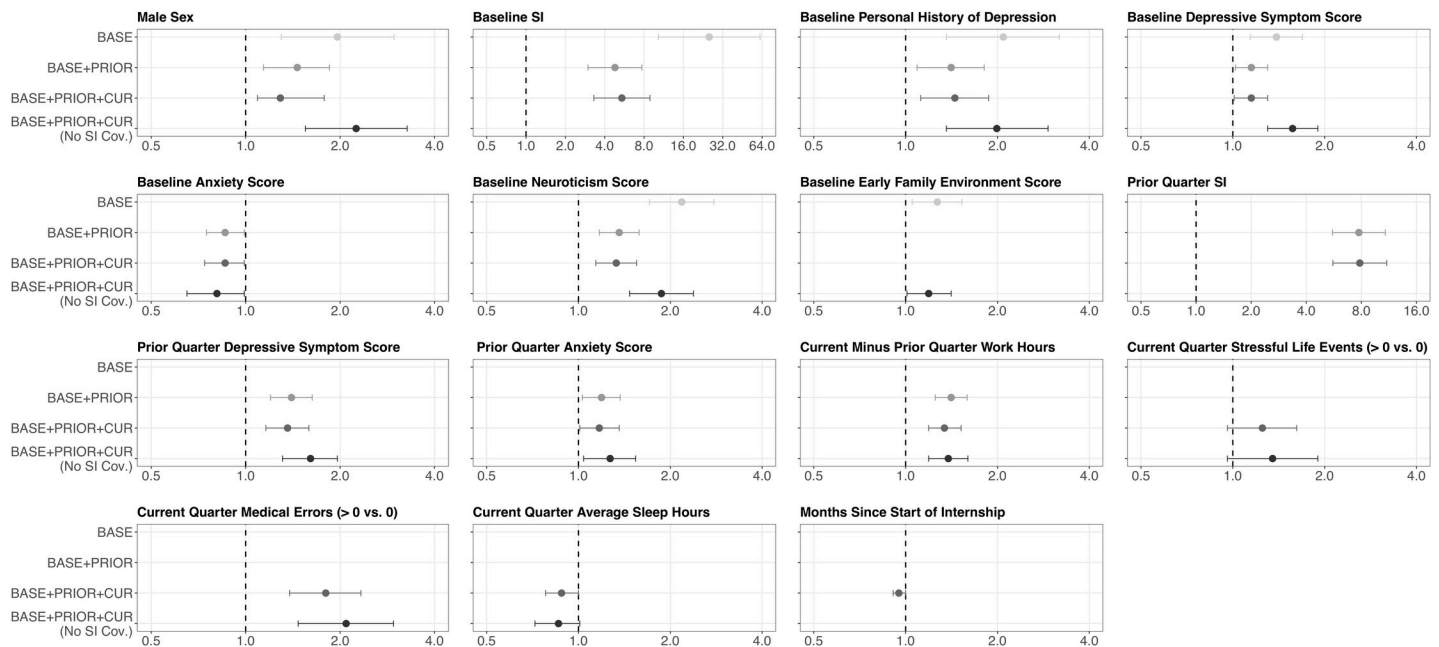 Male Sex
Baseline SI
Baseline Personal History of Depression
Baseline Depressive Symptom Score
BASE
BASE+PRIOR
BASE+PRIOR+CUR
BASE+PRIOR+CUR
(No SI Cov.)
0.5 1.0 2.0 4.0
0.5 1.0 2.0 4.0 8.0 16.0 32.0 64.0
0.5 1.0 2.0 4.0
0.5 1.0 2.0 4.0
Baseline Anxiety Score
Baseline Neuroticism Score
Baseline Early Family Environment Score
Prior Quarter SI
BASE
BASE+PRIOR
BASE+PRIOR+CUR
BASE+PRIOR+CUR
(No SI Cov.)
0.5 1.0 2.0 4.0
0.5 1.0 2.0 4.0
0.5 1.0 2.0 4.0
0.5 1.0 2.0 4.0 8.0 16.0
Prior Quarter Depressive Symptom Score
Prior Quarter Anxiety Score
Current Minus Prior Quarter Work Hours
Current Quarter Stressful Life Events (> 0 vs. 0)
BASE
BASE+PRIOR
BASE+PRIOR+CUR
BASE+PRIOR+CUR
(No SI Cov.)
0.5 1.0 2.0 4.0
0.5 1.0 2.0 4.0
0.5 1.0 2.0 4.0
0.5 1.0 2.0 4.0
Current Quarter Medical Errors (> 0 vs. 0)
Current Quarter Average Sleep Hours
Months Since Start of Internship
BASE
BASE+PRIOR
BASE+PRIOR+CUR
BASE+PRIOR+CUR
(No SI Cov.)
0.5 1.0 2.0 4.0
0.5 1.0 2.0 4.0
0.5 1.0 2.0 4.0